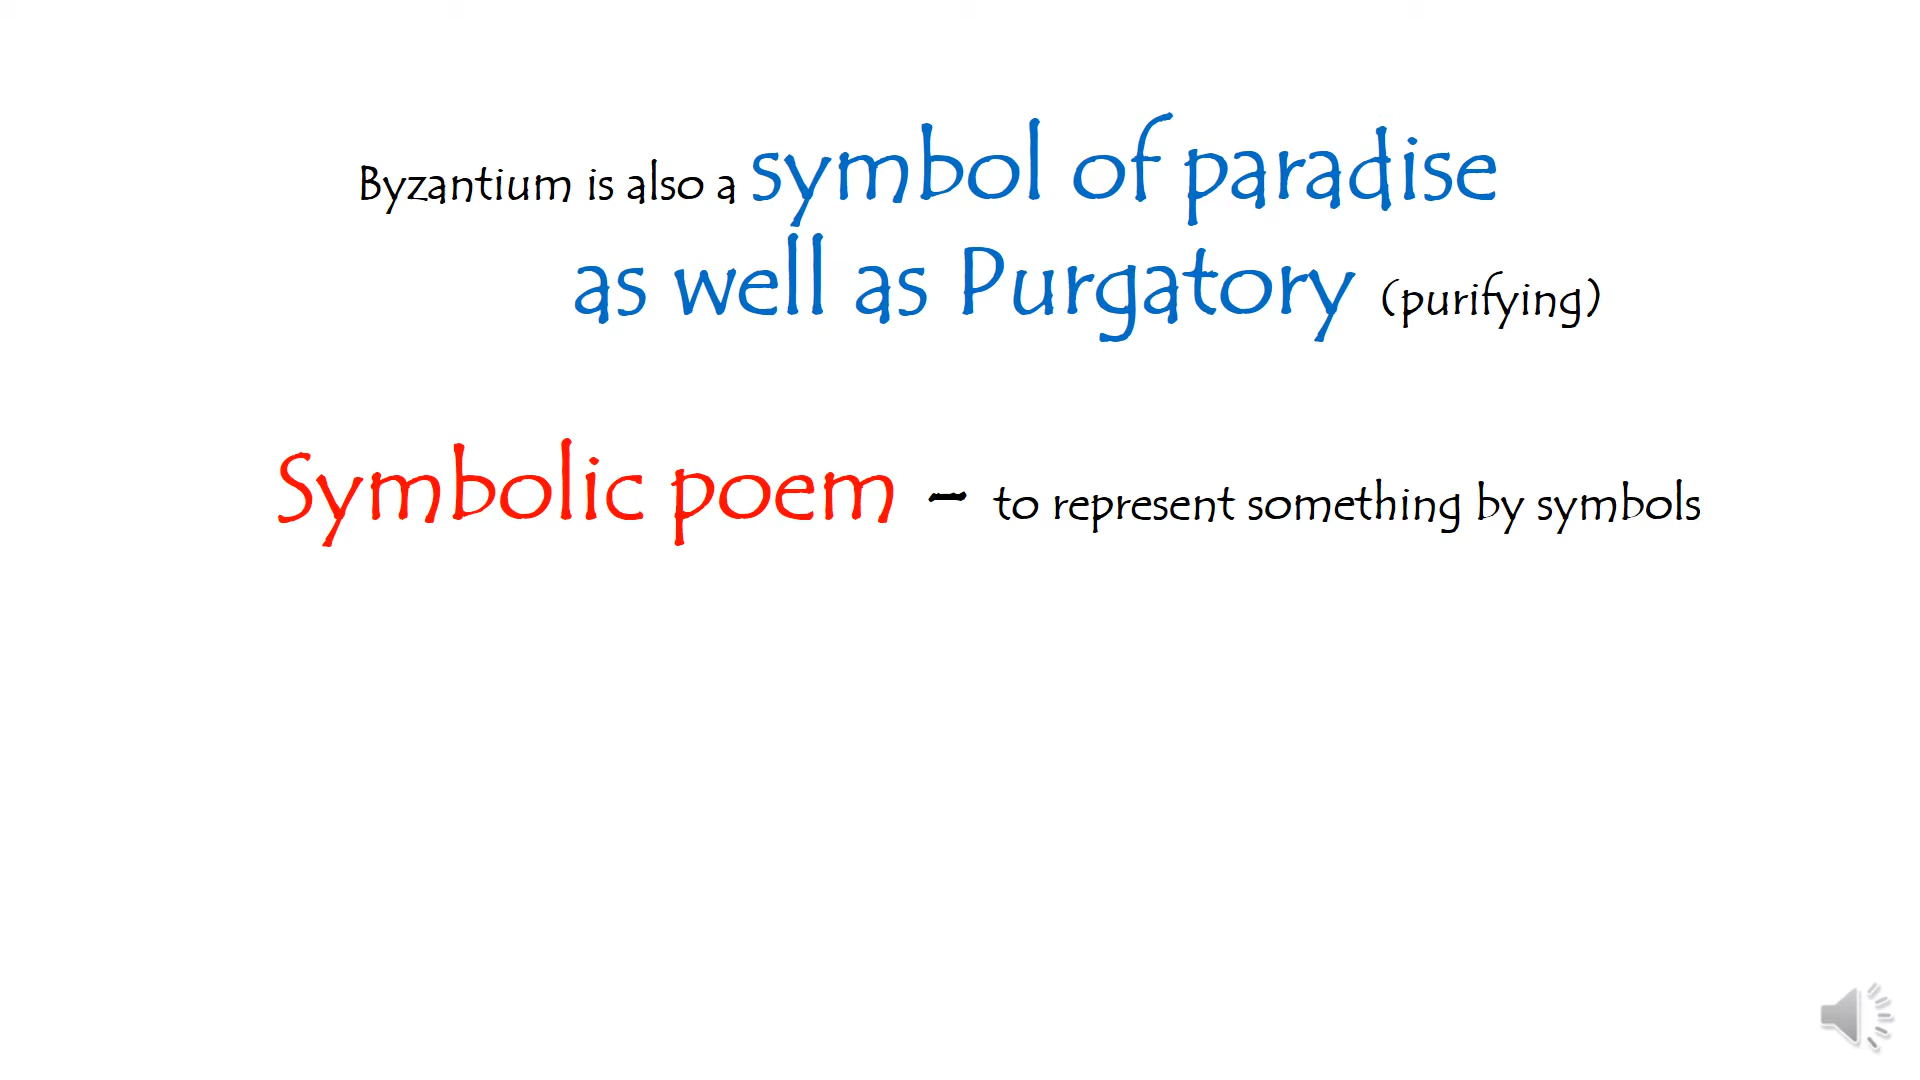 Byzantium is also a symbol of paradise
as well as Purgatory (purifying)
Symbolic poem – to represent something by symbols